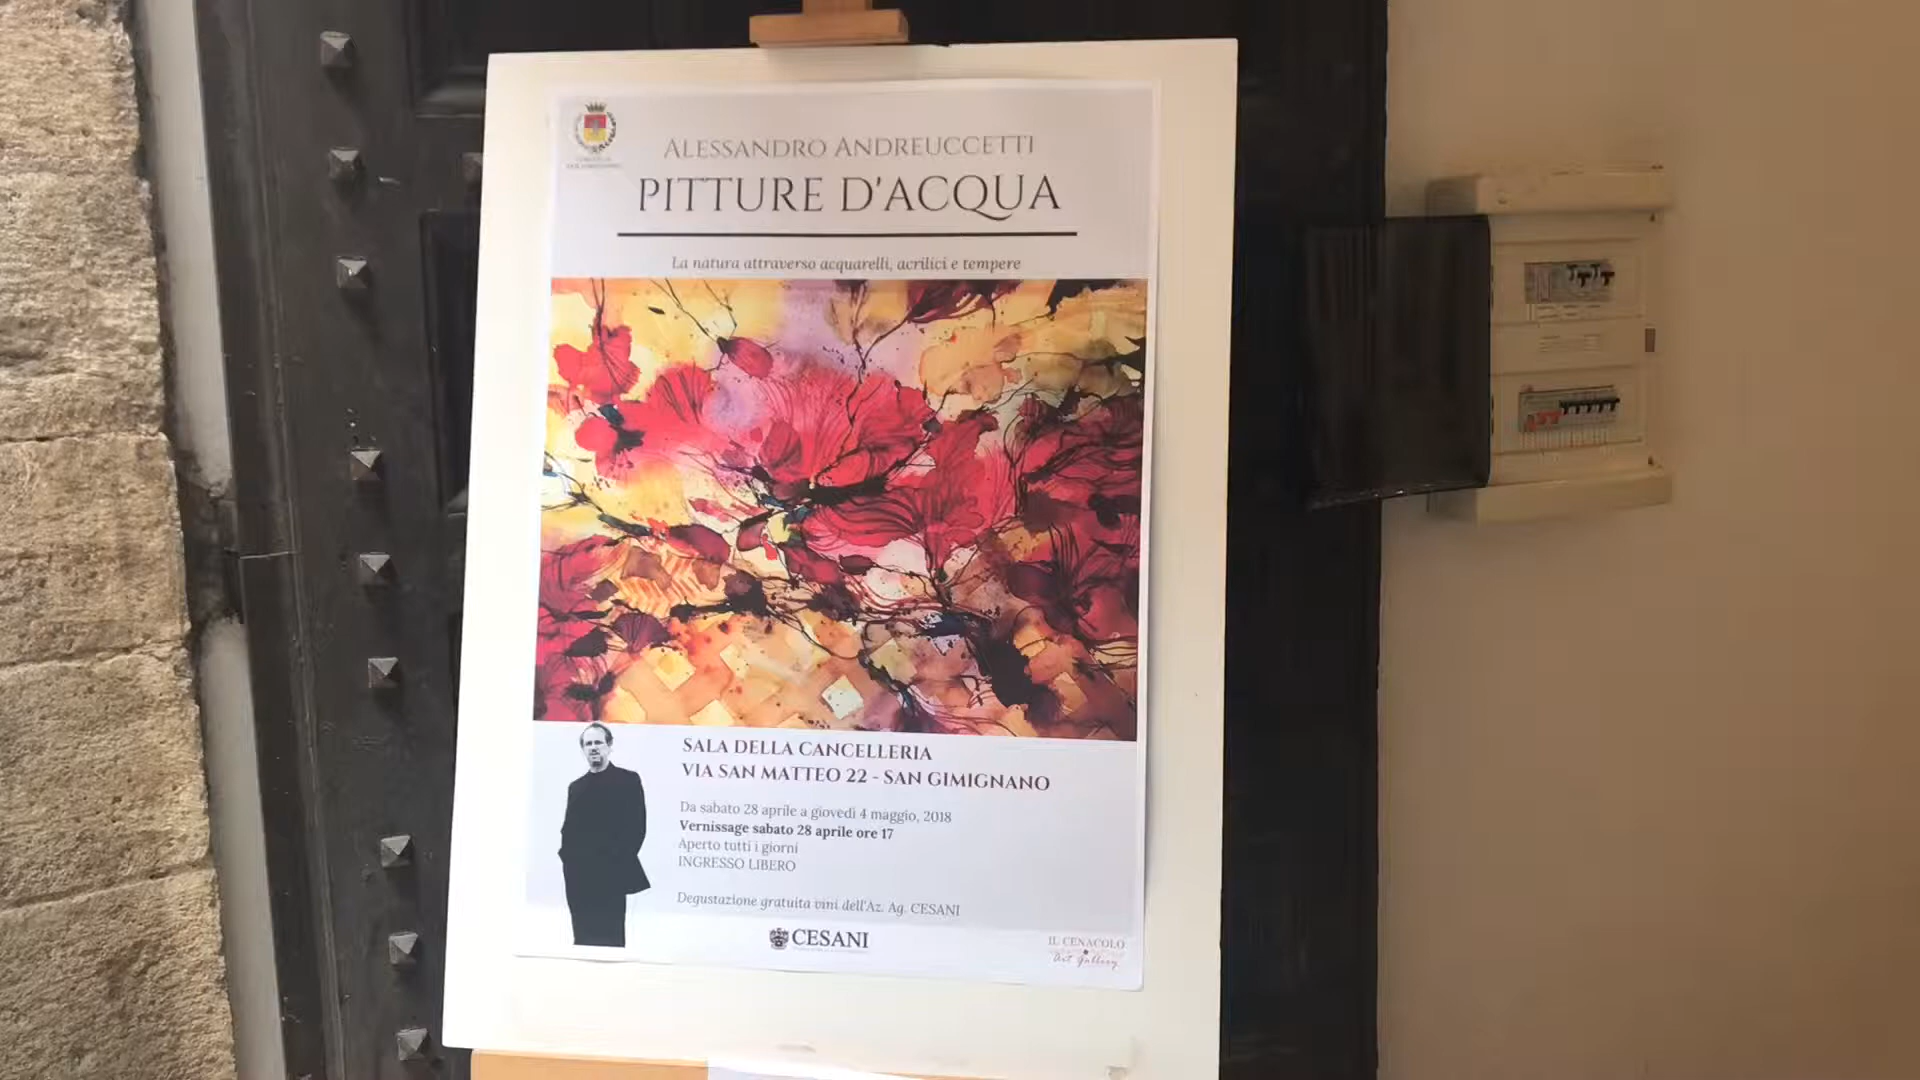 ALESSANDRO ANDREUCCETTI
PITTURE D'ACQUA
La natura attraverso acquarelli, acrilici e tempere
SALA DELLA CANCELLERIA
VIA SAN MATTEO 22 - SAN GIMIGNANO
Da sabato 28 aprile a giovedì 4 maggio, 2018
Vernissage sabato 28 aprile ore 17
Aperto tutti i giorni
INGRESSO LIBERO
Degustazione gratuita vini dell'Az. Ag. CESANI
CESANI
IL CENACOLO
Art Gallery